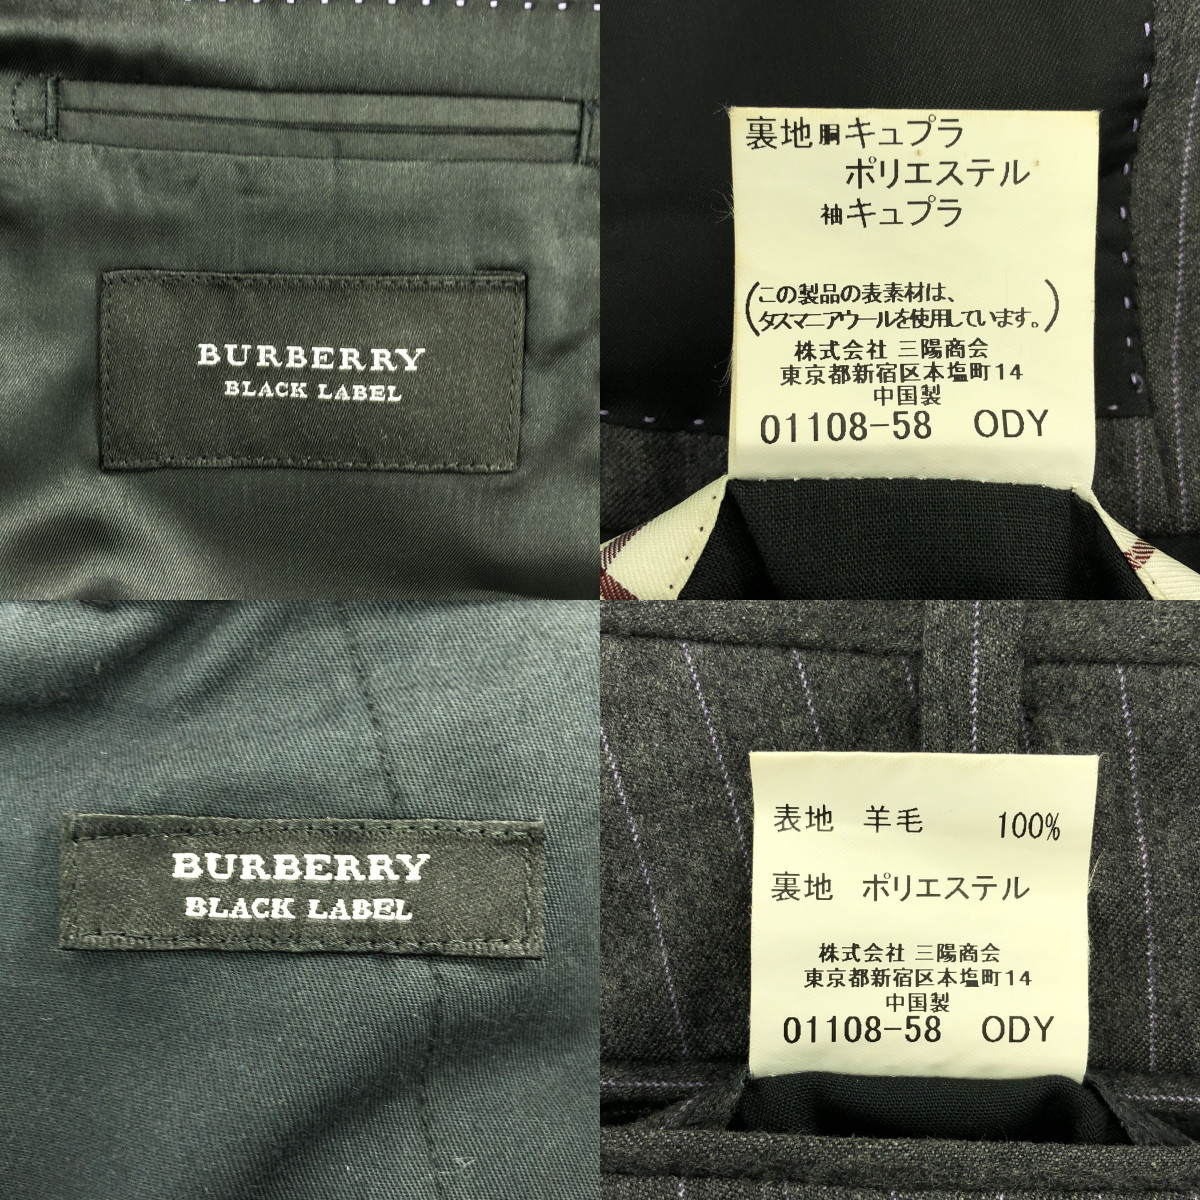 BURBERRY
BLACK LABEL
裏地 胴 キュプラ
ポリエステル
袖 キュプラ
(この製品の表素材は、
タスマニアウールを使用しています。)
株式会社 三陽商会
東京都新宿区本塩町14
中国製
01108-58 ODY
BURBERRY
BLACK LABEL
表地 羊毛 100%
裏地 ポリエステル
株式会社 三陽商会
東京都新宿区本塩町14
中国製
01108-58 ODY